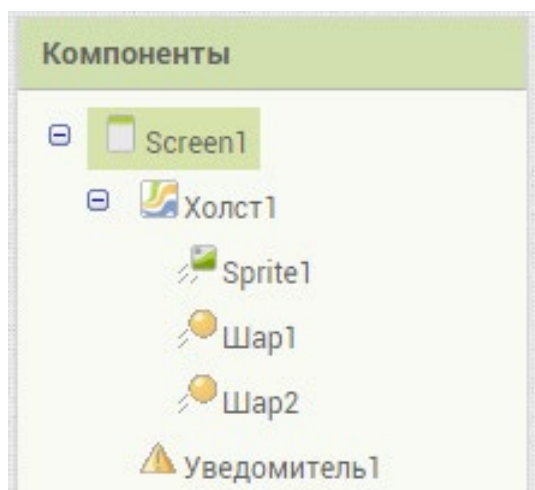 Компоненты
Screen1
Холст1
Sprite1
Шар1
Шар2
Уведомитель1